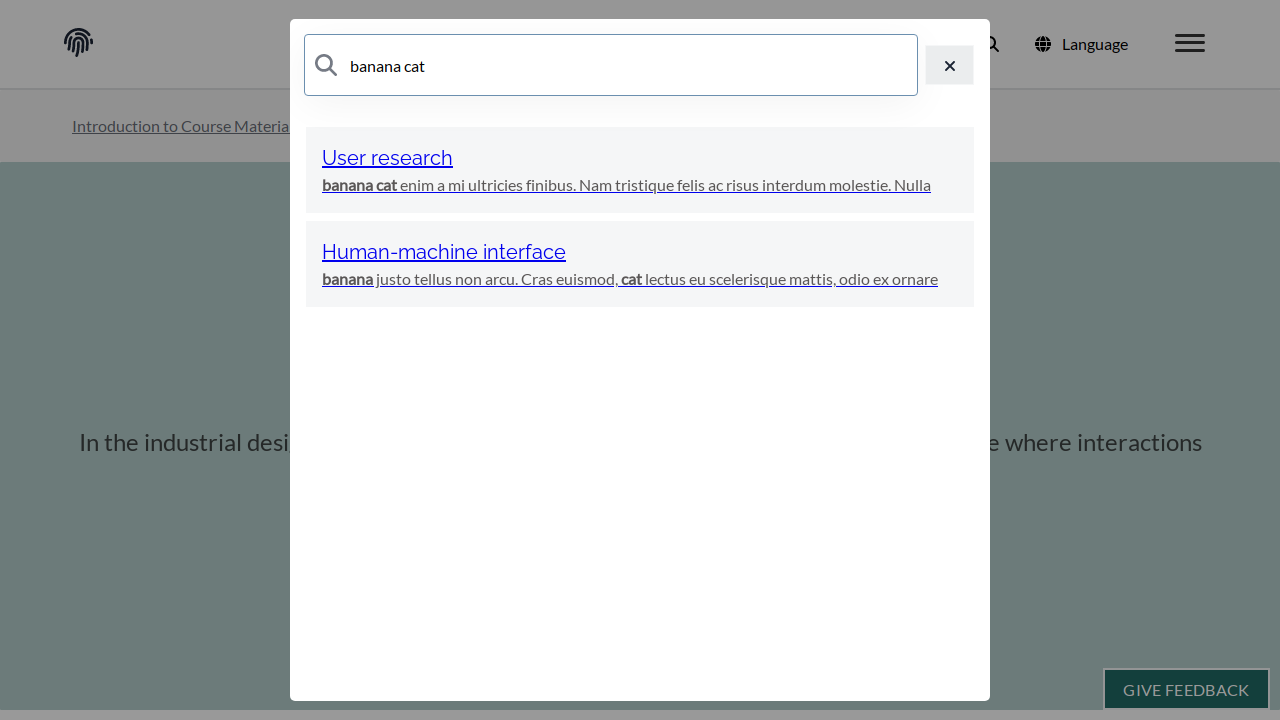 Language
banana cat
Introduction to Course Materia
User research
banana cat enim a mi ultricies finibus. Nam tristique felis ac risus interdum molestie. Nulla
Human-machine interface
banana justo tellus non arcu. Cras euismod, cat lectus eu scelerisque mattis, odio ex ornare
In the industrial desi
e where interactions
GIVE FEEDBACK